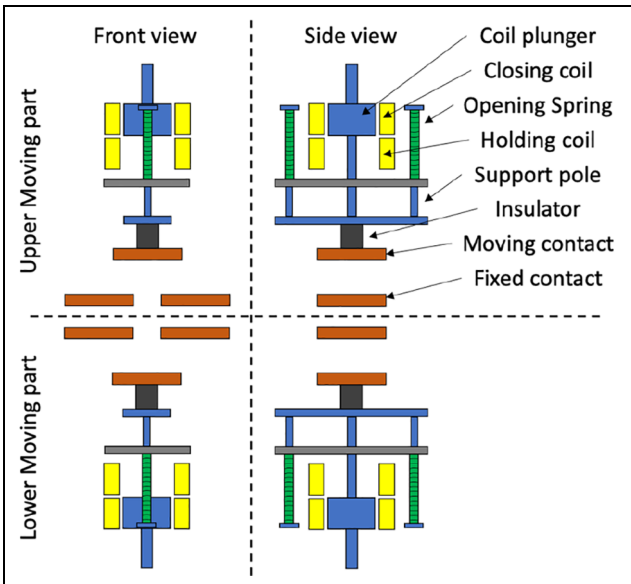 Front view
Side view
Coil plunger
Closing coil
Opening Spring
Holding coil
Support pole
Insulator
Moving contact
Fixed contact
Upper Moving part
Lower Moving part